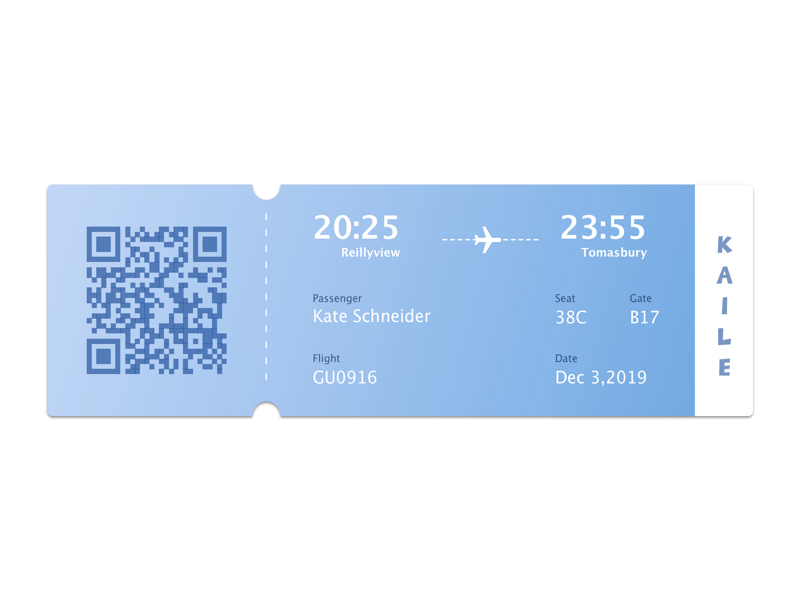 20:25
Reillyview
23:55
Tomasbury
Passenger
Kate Schneider
Seat
38C
Gate
B17
Flight
GU0916
Date
Dec 3,2019
KAILE